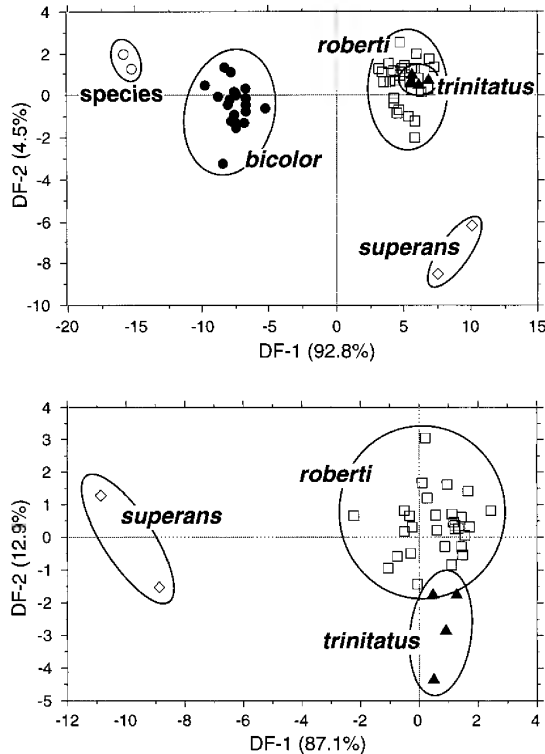 4
2
0
-2
-4
-6
-8
-10
DF-2 (4.5%)
roberti
trinitatus
species
bicolor
superans
-20 -15 -10 -5 0 5 10 15
DF-1 (92.8%)
4
3
2
1
0
-1
-2
-3
-4
-5
DF-2 (12.9%)
roberti
superans
trinitatus
-12 -10 -8 -6 -4 -2 0 2 4
DF-1 (87.1%)